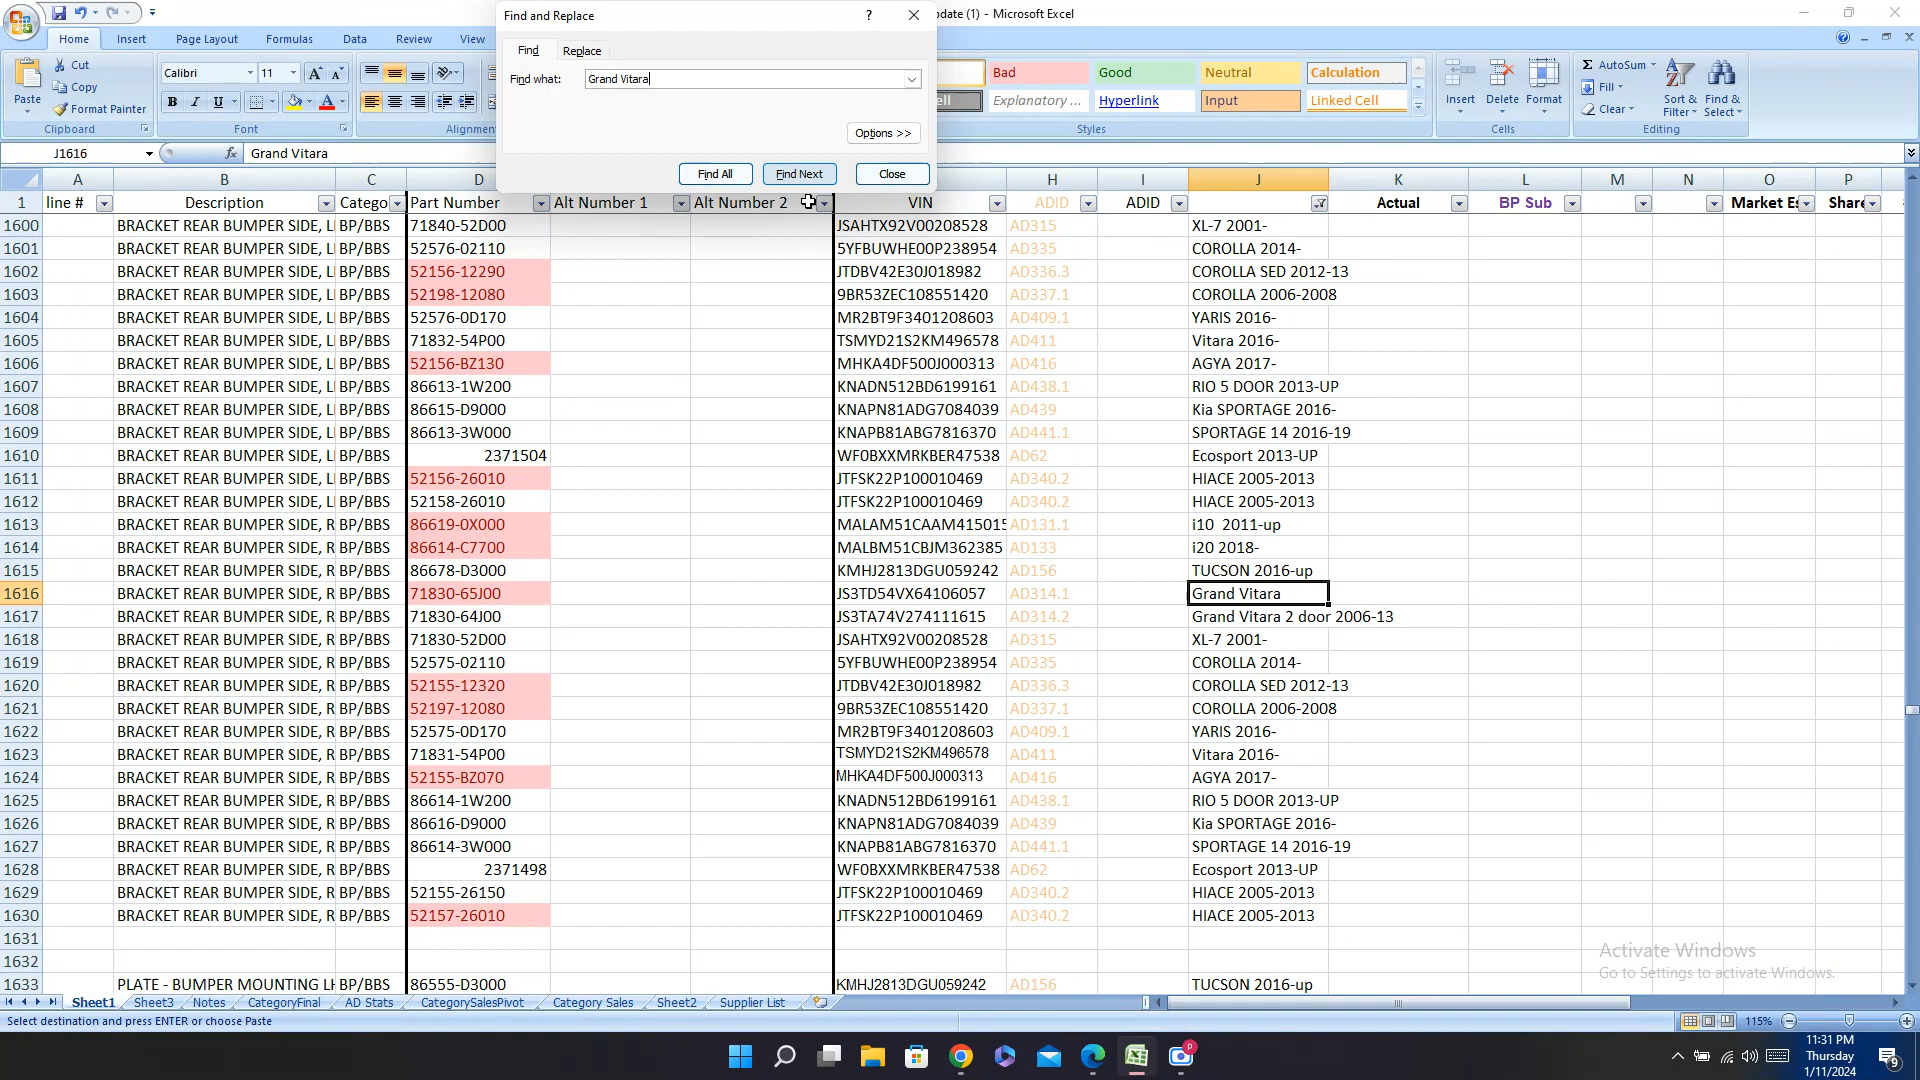 pdate (1) - Microsoft Excel
Find and Replace
?
Home Insert Page Layout Formulas Data Review View
Find Replace
Find what: Grand Vitara
Options >>
Find All Find Next Close
Paste
Cut
Copy
Format Painter
Clipboard
Calibri 11
B I U
Font
Alignment
Bad Good Neutral Calculation
Explanatory ... Hyperlink Input Linked Cell
Styles
Insert Delete Format
Cells
Σ AutoSum
Fill
Clear
Sort & Filter
Find & Select
Editing
J1616 fx Grand Vitara
A B C D H I J K L M N O P
1 line # Description Catego Part Number Alt Number 1 Alt Number 2 VIN ADID ADID Actual BP Sub Market Es Share
1600 BRACKET REAR BUMPER SIDE, L BP/BBS 71840-52D00 JSAHTX92V00208528 AD315 XL-7 2001-
1601 BRACKET REAR BUMPER SIDE, L BP/BBS 52576-02110 5YFBUWHE00P238954 AD335 COROLLA 2014-
1602 BRACKET REAR BUMPER SIDE, L BP/BBS 52156-12290 JTDBV42E30J018982 AD336.3 COROLLA SED 2012-13
1603 BRACKET REAR BUMPER SIDE, L BP/BBS 52198-12080 9BR53ZEC108551420 AD337.1 COROLLA 2006-2008
1604 BRACKET REAR BUMPER SIDE, L BP/BBS 52576-0D170 MR2BT9F3401208603 AD409.1 YARIS 2016-
1605 BRACKET REAR BUMPER SIDE, L BP/BBS 71832-54P00 TSMYD21S2KM496578 AD411 Vitara 2016-
1606 BRACKET REAR BUMPER SIDE, L BP/BBS 52156-BZ130 MHKA4DF500J000313 AD416 AGYA 2017-
1607 BRACKET REAR BUMPER SIDE, L BP/BBS 86613-1W200 KNADN512BD6199161 AD438.1 RIO 5 DOOR 2013-UP
1608 BRACKET REAR BUMPER SIDE, L BP/BBS 86615-D9000 KNAPN81ADG7084039 AD439 Kia SPORTAGE 2016-
1609 BRACKET REAR BUMPER SIDE, L BP/BBS 86613-3W000 KNAPB81ABG7816370 AD441.1 SPORTAGE 14 2016-19
1610 BRACKET REAR BUMPER SIDE, L BP/BBS 2371504 WF0BXXMRKBER47538 AD62 Ecosport 2013-UP
1611 BRACKET REAR BUMPER SIDE, L BP/BBS 52156-26010 JTFSK22P100010469 AD340.2 HIACE 2005-2013
1612 BRACKET REAR BUMPER SIDE, L BP/BBS 52158-26010 JTFSK22P100010469 AD340.2 HIACE 2005-2013
1613 BRACKET REAR BUMPER SIDE, R BP/BBS 86619-0X000 MALAM51CAAM415015 AD131.1 i10 2011-up
1614 BRACKET REAR BUMPER SIDE, R BP/BBS 86614-C7700 MALBM51CBJM362385 AD133 i20 2018-
1615 BRACKET REAR BUMPER SIDE, R BP/BBS 86678-D3000 KMHJ2813DGU059242 AD156 TUCSON 2016-up
1616 BRACKET REAR BUMPER SIDE, R BP/BBS 71830-65J00 JS3TD54VX64106057 AD314.1 Grand Vitara
1617 BRACKET REAR BUMPER SIDE, R BP/BBS 71830-64J00 JS3TA74V274111615 AD314.2 Grand Vitara 2 door 2006-13
1618 BRACKET REAR BUMPER SIDE, R BP/BBS 71830-52D00 JSAHTX92V00208528 AD315 XL-7 2001-
1619 BRACKET REAR BUMPER SIDE, R BP/BBS 52575-02110 5YFBUWHE00P238954 AD335 COROLLA 2014-
1620 BRACKET REAR BUMPER SIDE, R BP/BBS 52155-12320 JTDBV42E30J018982 AD336.3 COROLLA SED 2012-13
1621 BRACKET REAR BUMPER SIDE, R BP/BBS 52197-12080 9BR53ZEC108551420 AD337.1 COROLLA 2006-2008
1622 BRACKET REAR BUMPER SIDE, R BP/BBS 52575-0D170 MR2BT9F3401208603 AD409.1 YARIS 2016-
1623 BRACKET REAR BUMPER SIDE, R BP/BBS 71831-54P00 TSMYD21S2KM496578 AD411 Vitara 2016-
1624 BRACKET REAR BUMPER SIDE, R BP/BBS 52155-BZ070 MHKA4DF500J000313 AD416 AGYA 2017-
1625 BRACKET REAR BUMPER SIDE, R BP/BBS 86614-1W200 KNADN512BD6199161 AD438.1 RIO 5 DOOR 2013-UP
1626 BRACKET REAR BUMPER SIDE, R BP/BBS 86616-D9000 KNAPN81ADG7084039 AD439 Kia SPORTAGE 2016-
1627 BRACKET REAR BUMPER SIDE, R BP/BBS 86614-3W000 KNAPB81ABG7816370 AD441.1 SPORTAGE 14 2016-19
1628 BRACKET REAR BUMPER SIDE, R BP/BBS 2371498 WF0BXXMRKBER47538 AD62 Ecosport 2013-UP
1629 BRACKET REAR BUMPER SIDE, R BP/BBS 52155-26150 JTFSK22P100010469 AD340.2 HIACE 2005-2013
1630 BRACKET REAR BUMPER SIDE, R BP/BBS 52157-26010 JTFSK22P100010469 AD340.2 HIACE 2005-2013
1631
1632
1633 PLATE - BUMPER MOUNTING LH BP/BBS 86555-D3000 KMHJ2813DGU059242 AD156 TUCSON 2016-up
Activate Windows
Go to Settings to activate Windows.
Sheet1 Sheet3 Notes CategoryFinal AD Stats CategorySalesPivot Category Sales Sheet2 Supplier List
Select destination and press ENTER or choose Paste 115%
11:31 PM
Thursday
1/11/2024
9